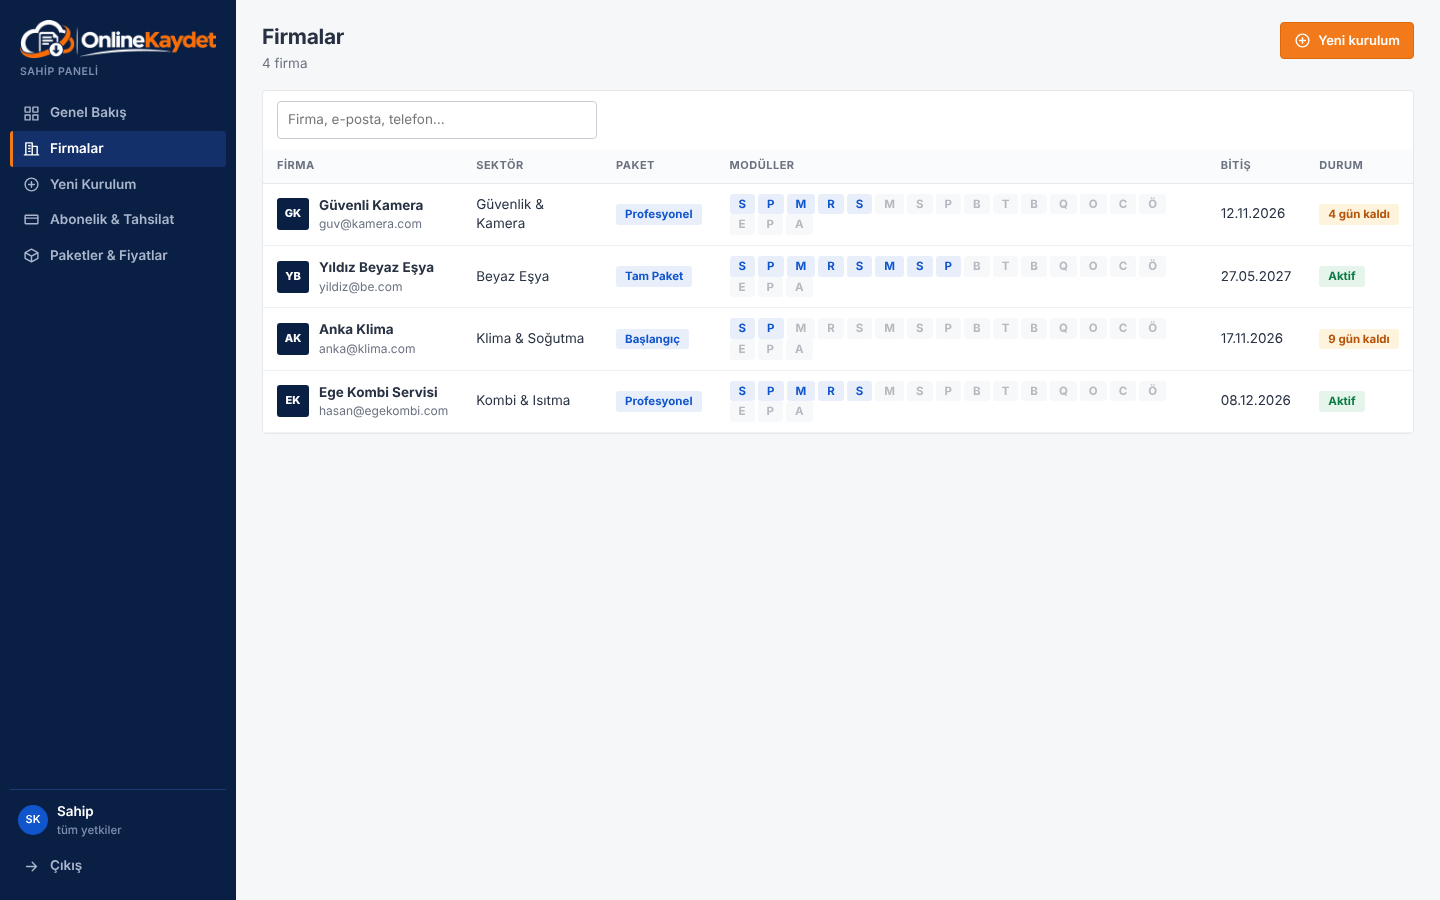 OnlineKaydet
SAHİP PANELİ
Genel Bakış
Firmalar
Yeni Kurulum
Abonelik & Tahsilat
Paketler & Fiyatlar
SK
Sahip
tüm yetkiler
Çıkış
Firmalar
4 firma
Yeni kurulum
Firma, e-posta, telefon...
FİRMA SEKTÖR PAKET MODÜLLER BİTİŞ DURUM
GK Güvenli Kamera guv@kamera.com Güvenlik & Kamera Profesyonel S P M R S M S P B T B Q O C Ö 12.11.2026 4 gün kaldı
E P A
YB Yıldız Beyaz Eşya yildiz@be.com Beyaz Eşya Tam Paket S P M R S M S P B T B Q O C Ö 27.05.2027 Aktif
E P A
AK Anka Klima anka@klima.com Klima & Soğutma Başlangıç S P M R S M S P B T B Q O C Ö 17.11.2026 9 gün kaldı
E P A
EK Ege Kombi Servisi hasan@egekombi.com Kombi & Isıtma Profesyonel S P M R S M S P B T B Q O C Ö 08.12.2026 Aktif
E P A